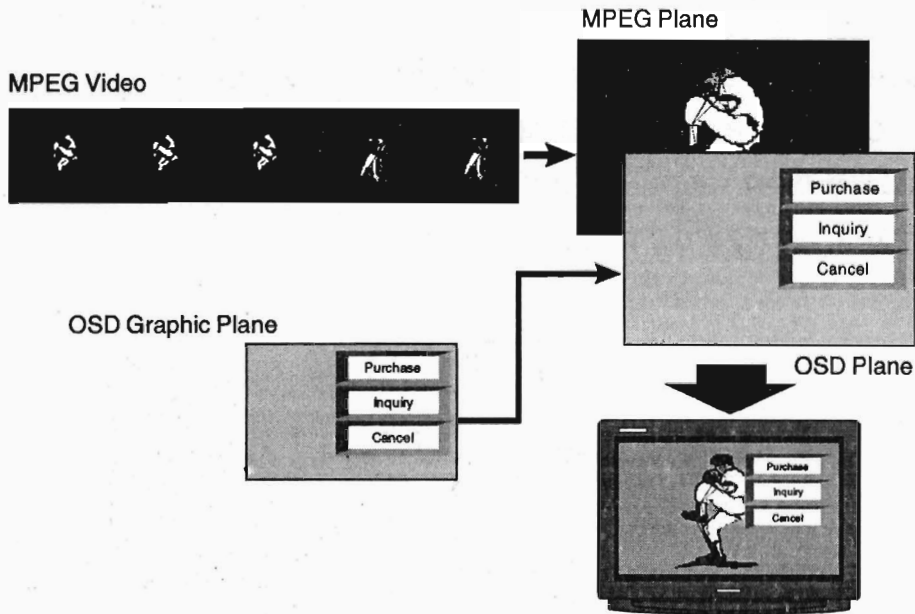 MPEG Plane
MPEG Video
Purchase
Inquiry
Cancel
OSD Graphic Plane
Purchase
Inquiry
Cancel
OSD Plane
Purchase
Inquiry
Cancel